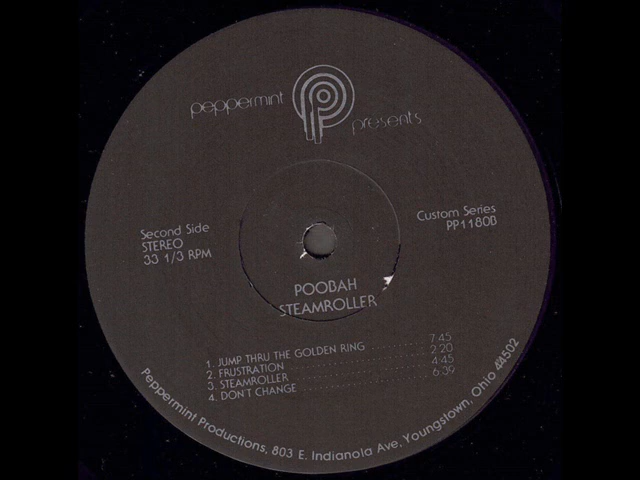 peppermint
presents
Second Side
STEREO
33 1/3 RPM
Custom Series
PP1180B
POOBAH
STEAMROLLER
1. JUMP THRU THE GOLDEN RING . . . . . . . . . . 7:45
2. FRUSTRATION . . . . . . . . . . . . . . . . . . . . 2:20
3. STEAMROLLER . . . . . . . . . . . . . . . . . . . . 4:45
4. DON'T CHANGE . . . . . . . . . . . . . . . . . . . 6:39
Peppermint Productions, 803 E. Indianola Ave, Youngstown, Ohio 44502